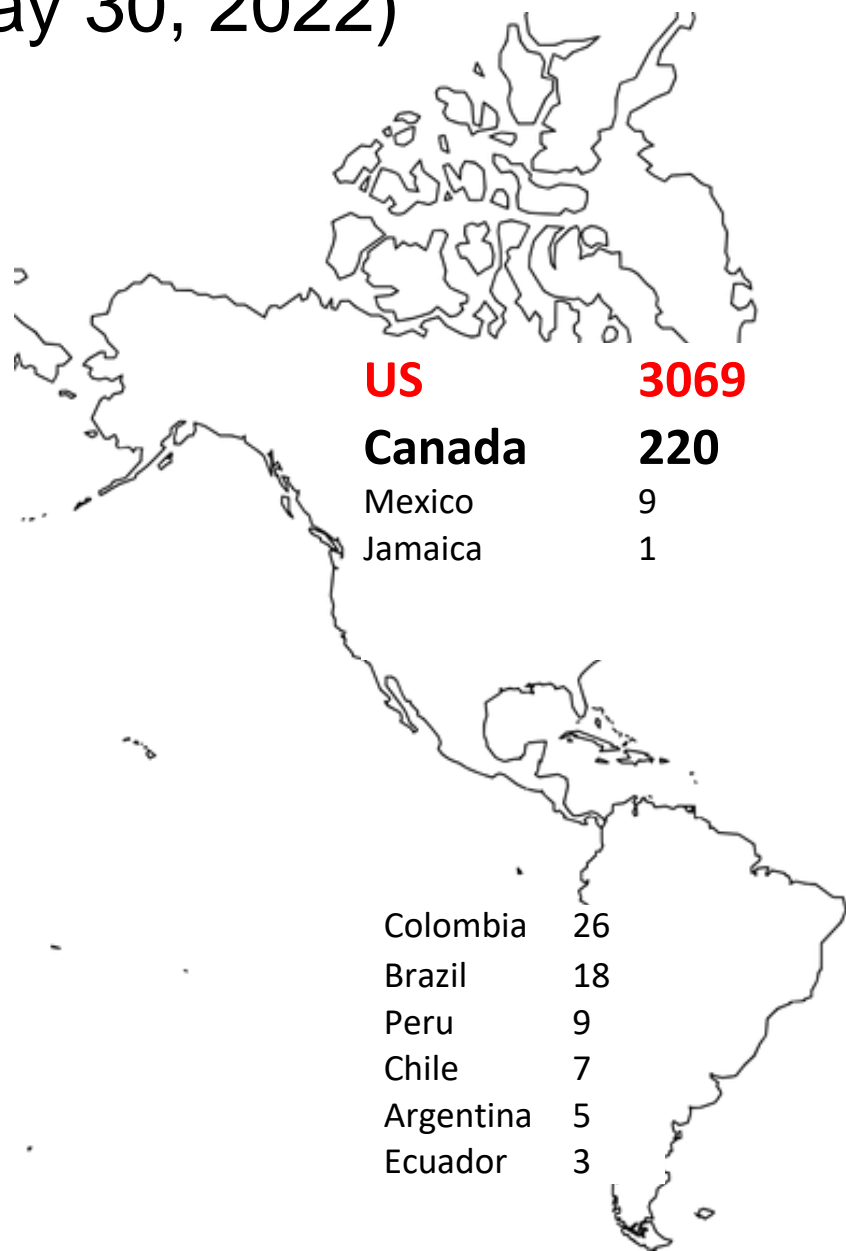 ay 30, 2022)
US 3069
Canada 220
Mexico 9
Jamaica 1
Colombia 26
Brazil 18
Peru 9
Chile 7
Argentina 5
Ecuador 3